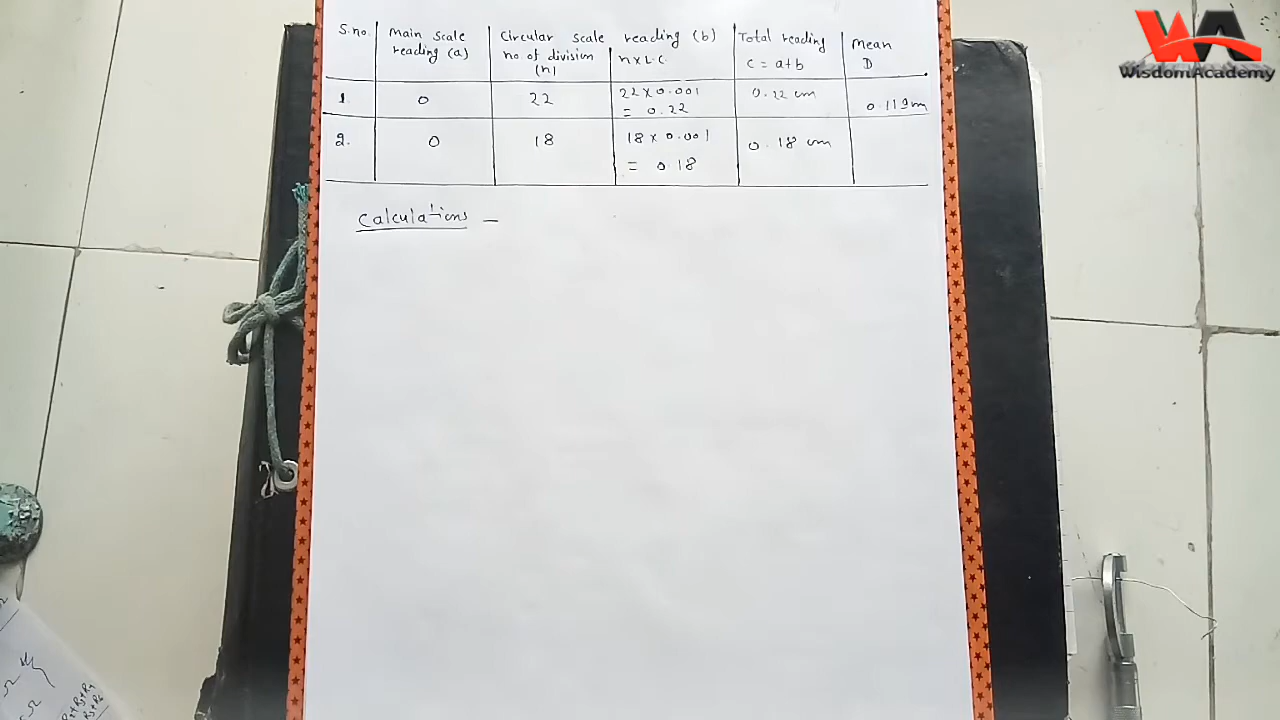 S.no. Main Scale reading (a) Circular Scale reading (b) Total reading Mean
no of division (n) n x L.C. C = a+b D
1. 0 22 22 x 0.001 0.22 cm
= 0.22 0.119m
2. 0 18 18 x 0.001 0.18 cm
= 0.18
Calculations —
WA
WisdomAcademy